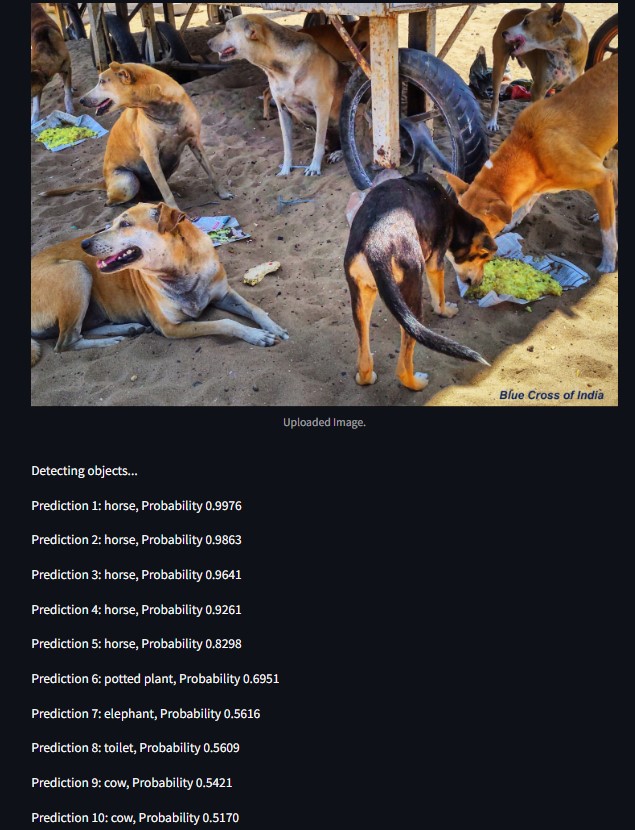 Blue Cross of India
Uploaded Image.
Detecting objects...
Prediction 1: horse, Probability 0.9976
Prediction 2: horse, Probability 0.9863
Prediction 3: horse, Probability 0.9641
Prediction 4: horse, Probability 0.9261
Prediction 5: horse, Probability 0.8298
Prediction 6: potted plant, Probability 0.6951
Prediction 7: elephant, Probability 0.5616
Prediction 8: toilet, Probability 0.5609
Prediction 9: cow, Probability 0.5421
Prediction 10: cow, Probability 0.5170